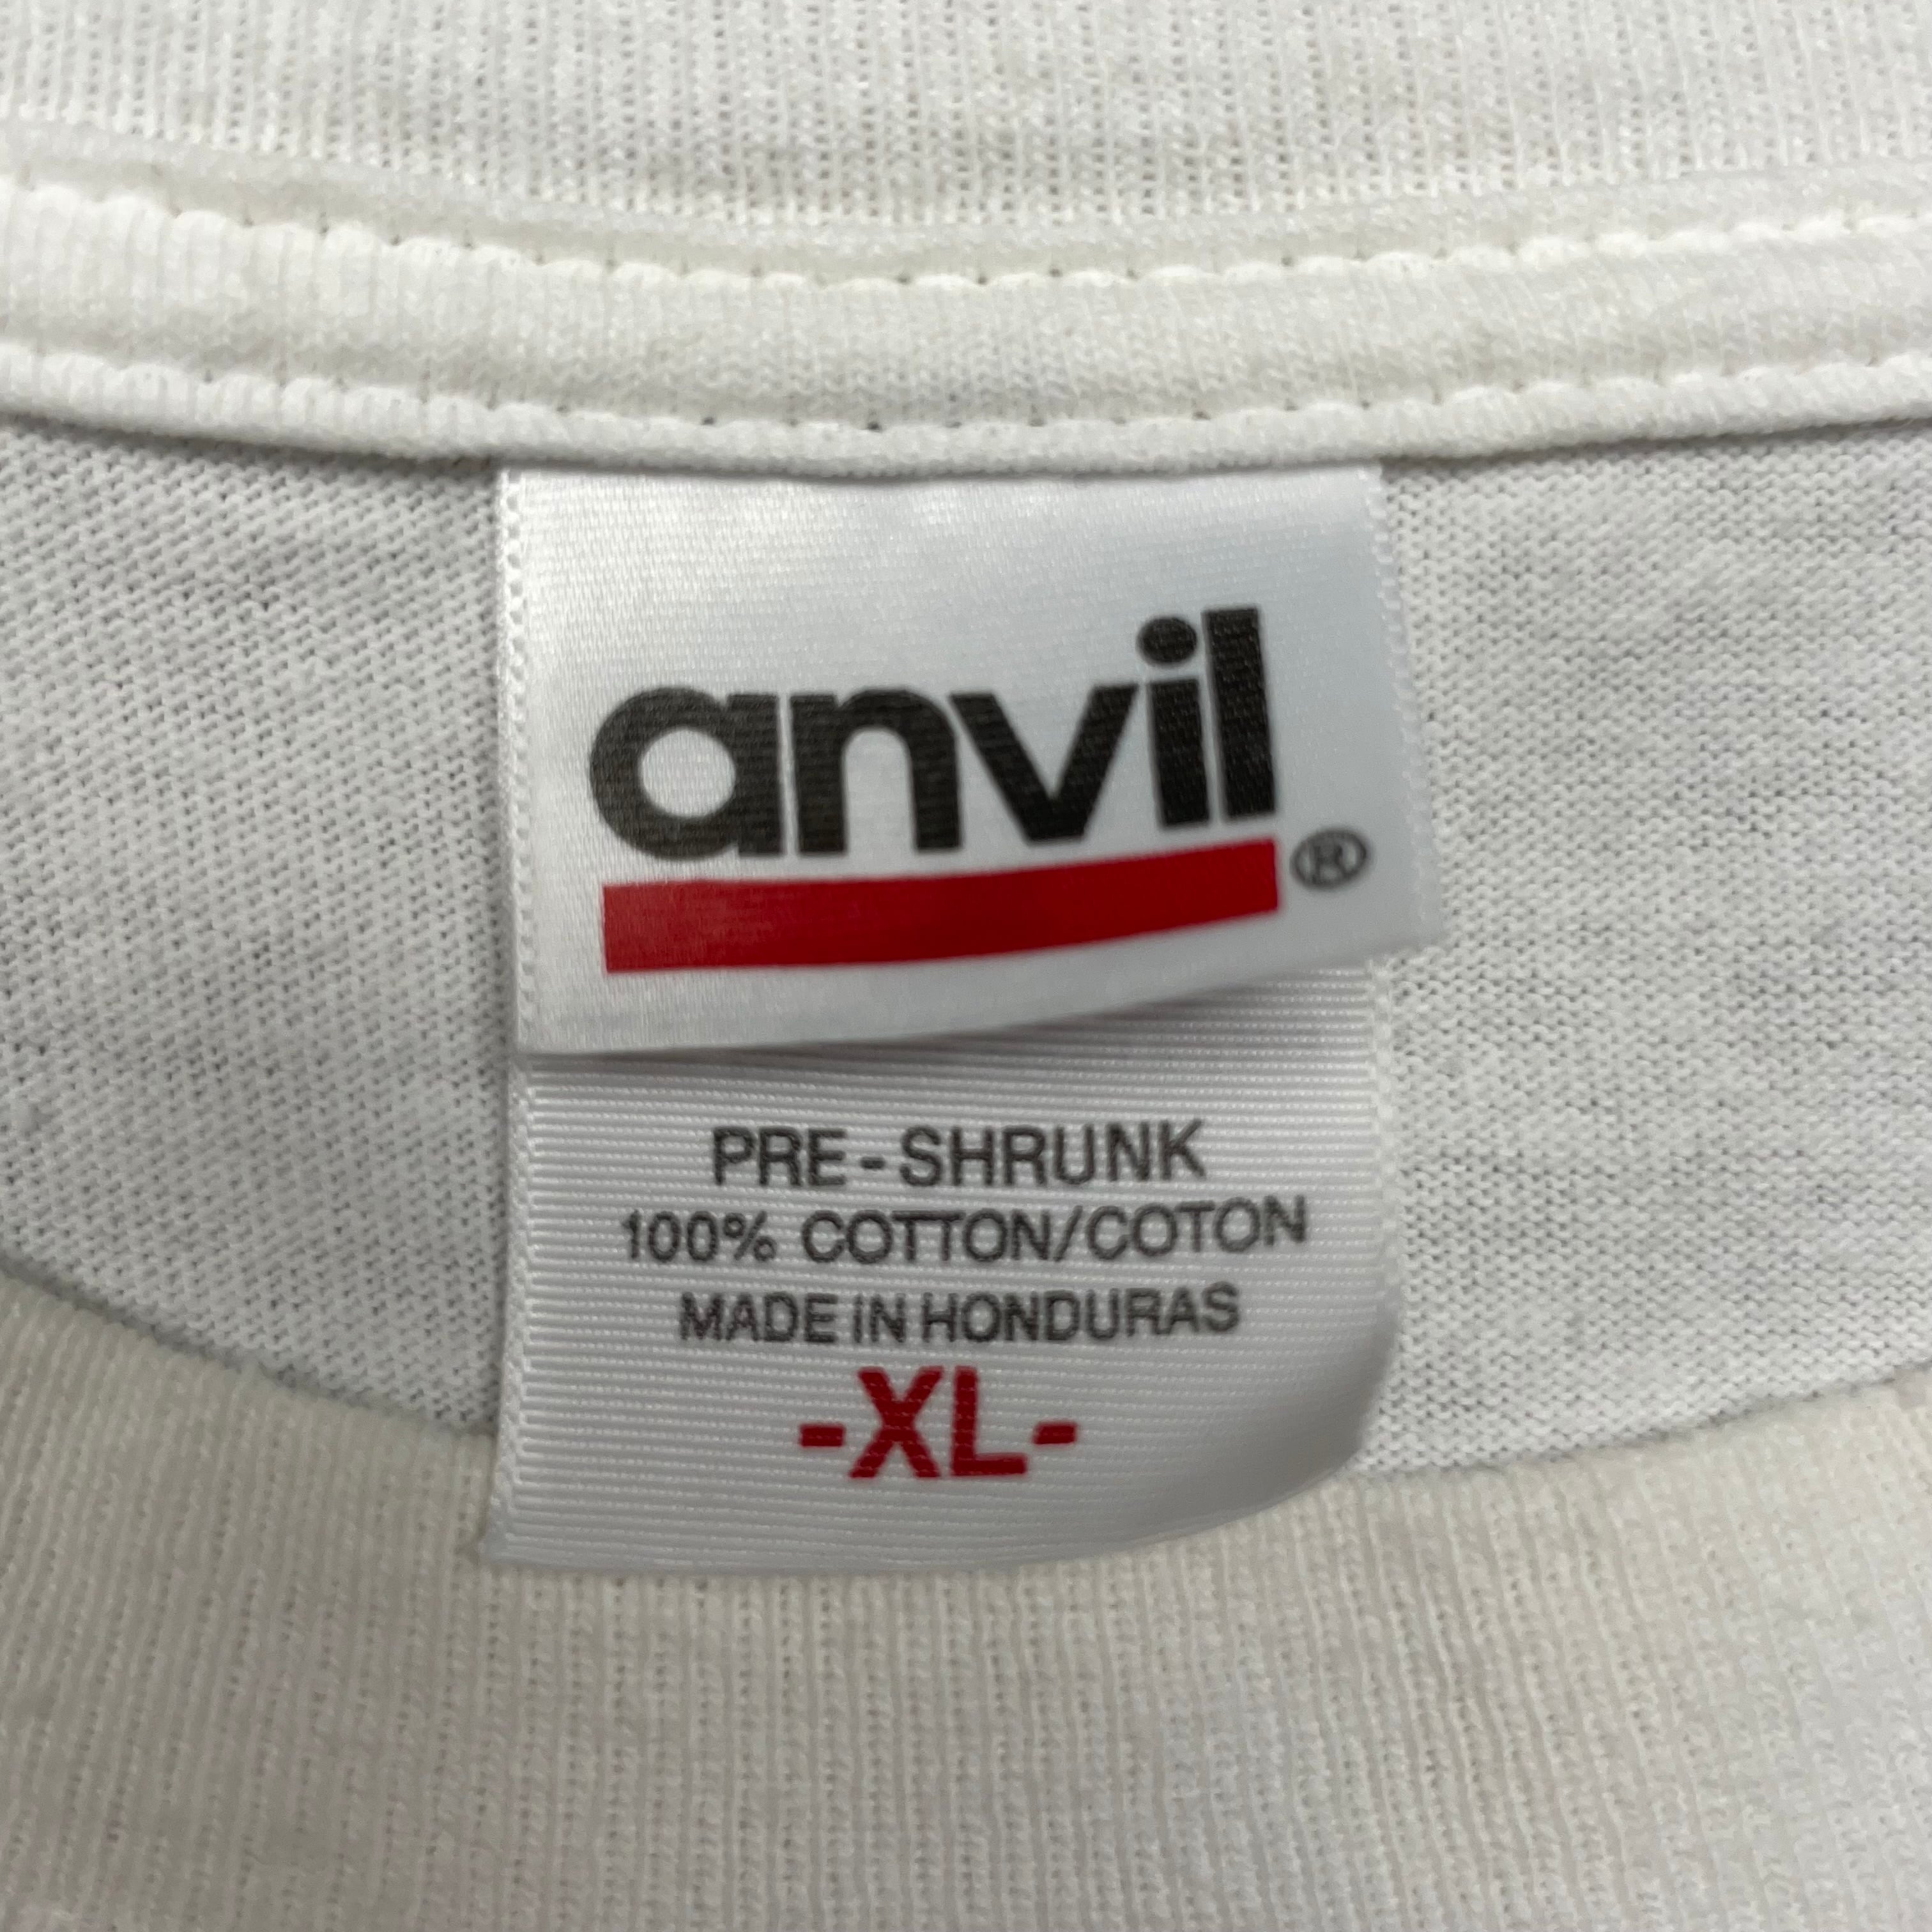 anvil®
PRE-SHRUNK
100% COTTON/COTON
MADE IN HONDURAS
-XL-